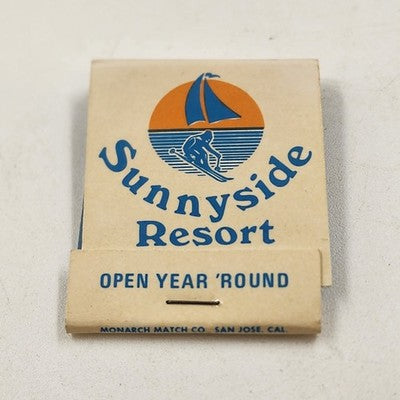 Sunnyside
Resort
OPEN YEAR 'ROUND
MONARCH MATCH CO. SAN JOSE, CAL.